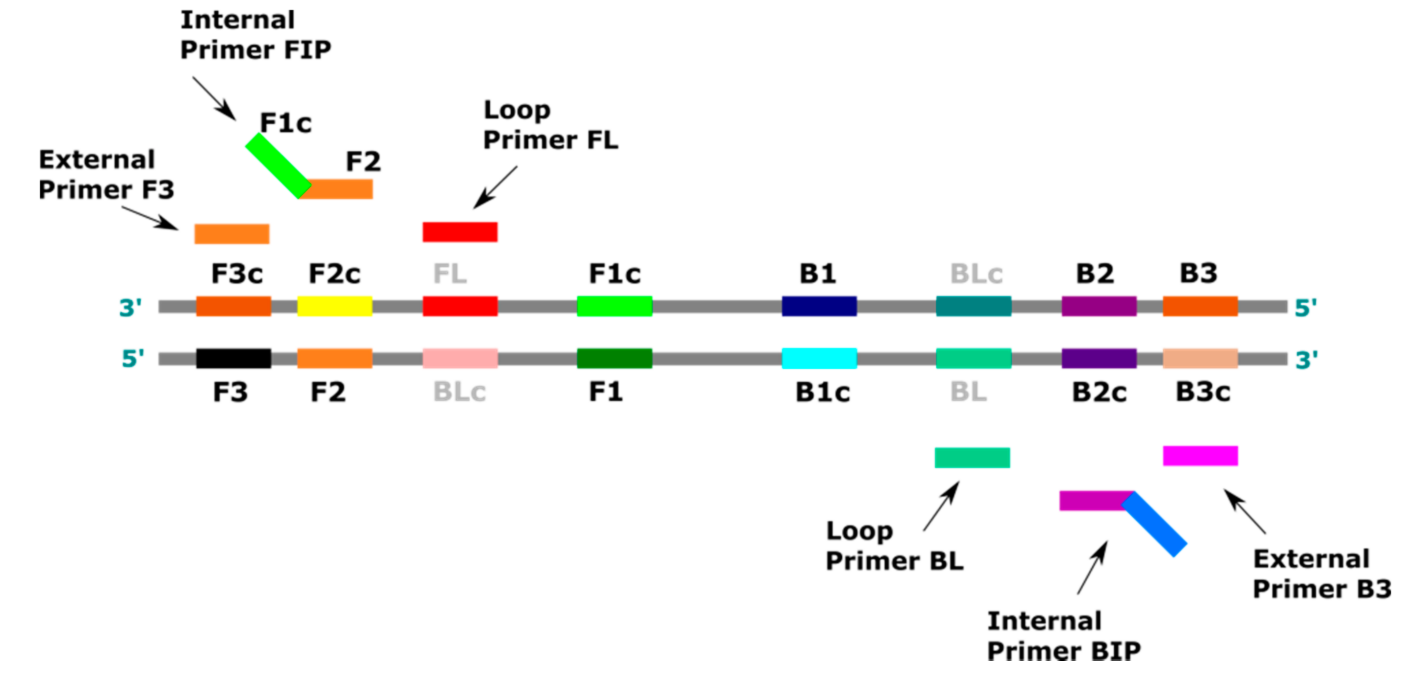 Internal
Primer FIP
F1c
F2
External
Primer F3
Loop
Primer FL
F3c F2c FL F1c B1 BLc B2 B3
3' 5'
5' 3'
F3 F2 BLc F1 B1c BL B2c B3c
Loop
Primer BL
Internal
Primer BIP
External
Primer B3